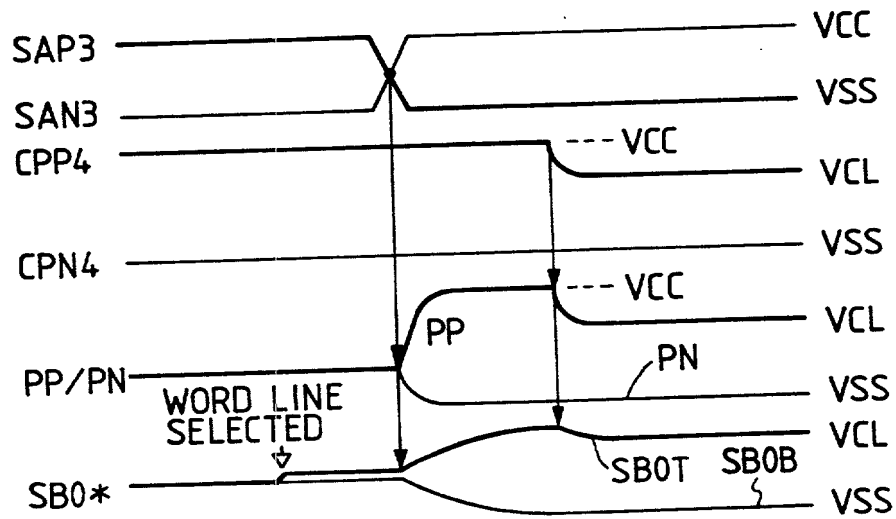 SAP3
VCC
SAN3
VSS
CPP4
--- VCC
VCL
CPN4
VSS
--- VCC
PP
VCL
PP/PN
PN
VSS
WORD LINE
SELECTED
VCL
SB0T
SB0B
SB0*
VSS